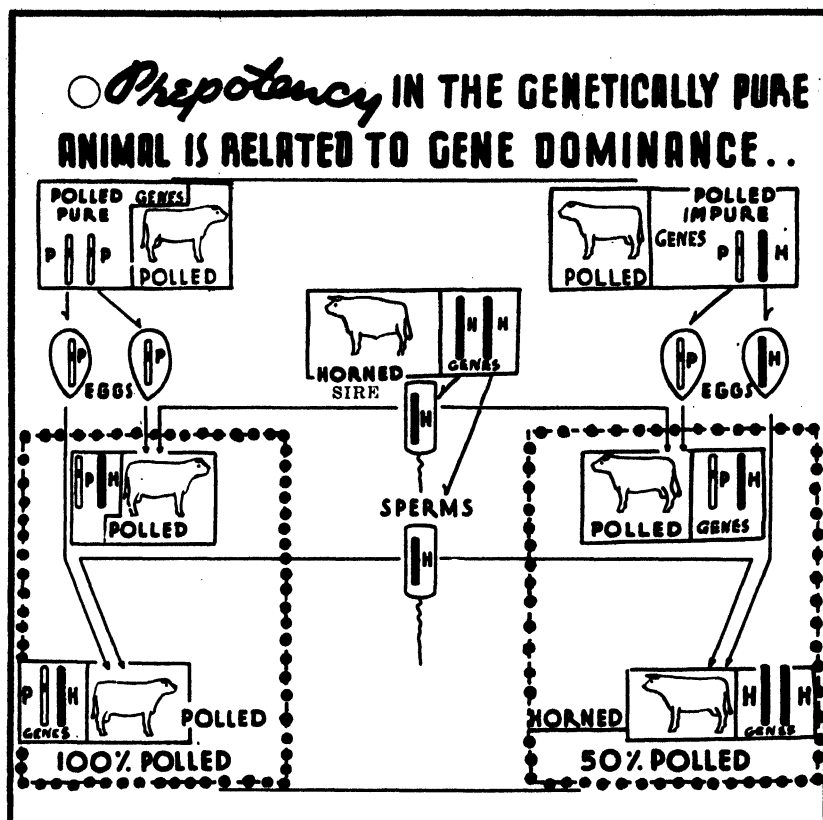 Prepotency IN THE GENETICALLY PURE
ANIMAL IS RELATED TO GENE DOMINANCE..
POLLED
PURE
GENES
P P
POLLED
POLLED
IMPURE
GENES
P H
POLLED
H H
GENES
HORNED
SIRE
P P
EGGS
P H
EGGS
H
P H
POLLED
SPERMS
P H
POLLED
GENES
H
P H
GENES
POLLED
100% POLLED
HORNED
H H
GENES
50% POLLED